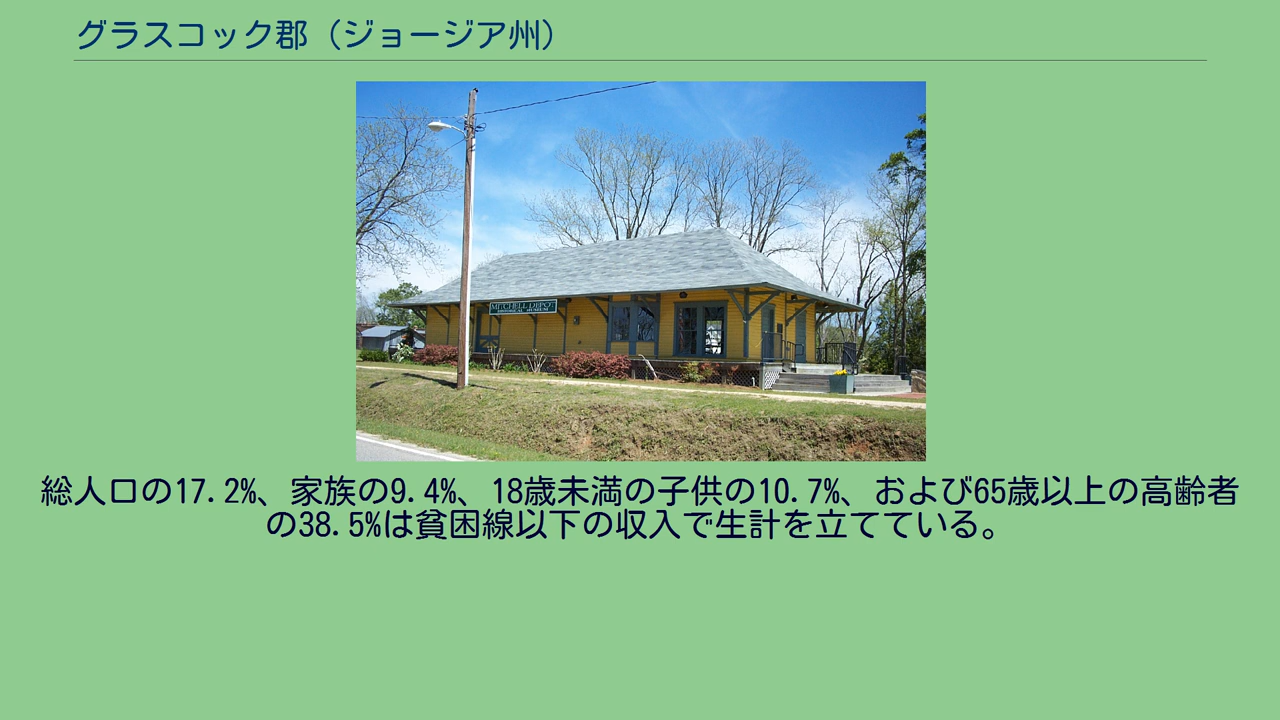 グラスコック郡（ジョージア州）
MITCHELL DEPOT
HISTORICAL MUSEUM
総人口の17.2%、家族の9.4%、18歳未満の子供の10.7%、および65歳以上の高齢者
の38.5%は貧困線以下の収入で生計を立てている。